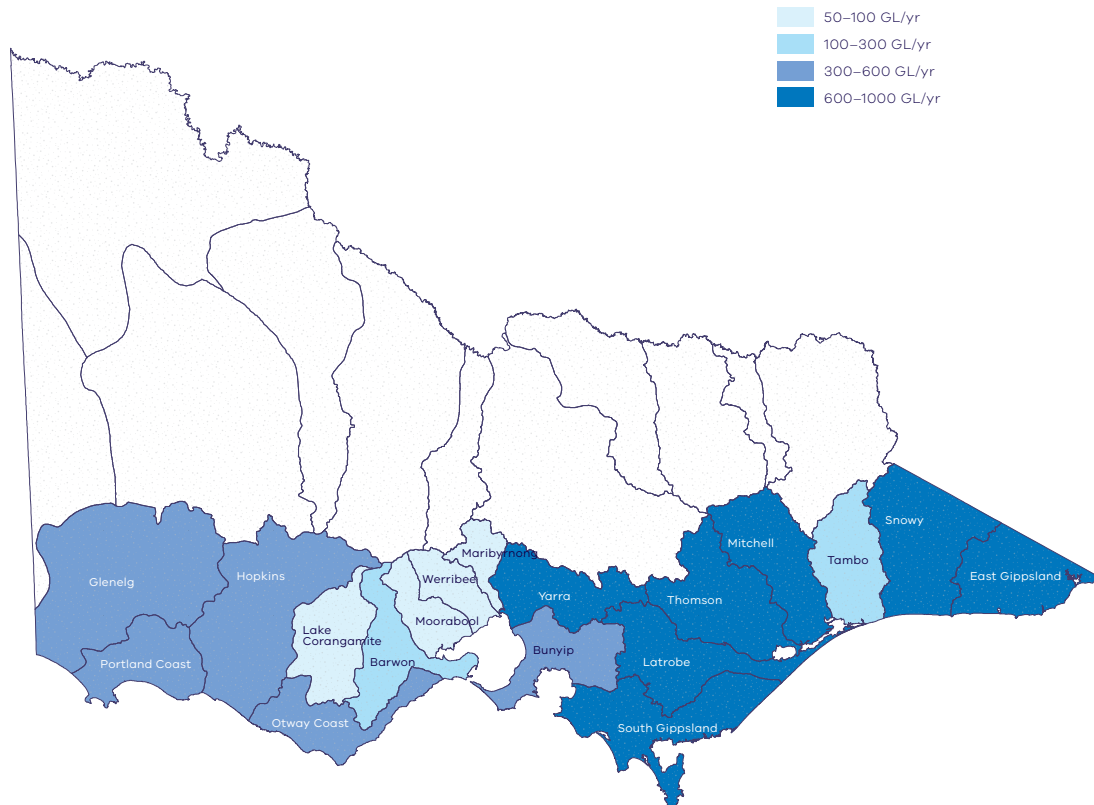 50–100 GL/yr
100–300 GL/yr
300–600 GL/yr
600–1000 GL/yr
Snowy
Mitchell
Maribyrnong
Tambo
Hopkins
East Gippsland
Werribee
Glenelg
Yarra
Thomson
Moorabool
Lake
Corangamite
Bunyip
Barwon
Latrobe
Portland Coast
Otway Coast
South Gippsland